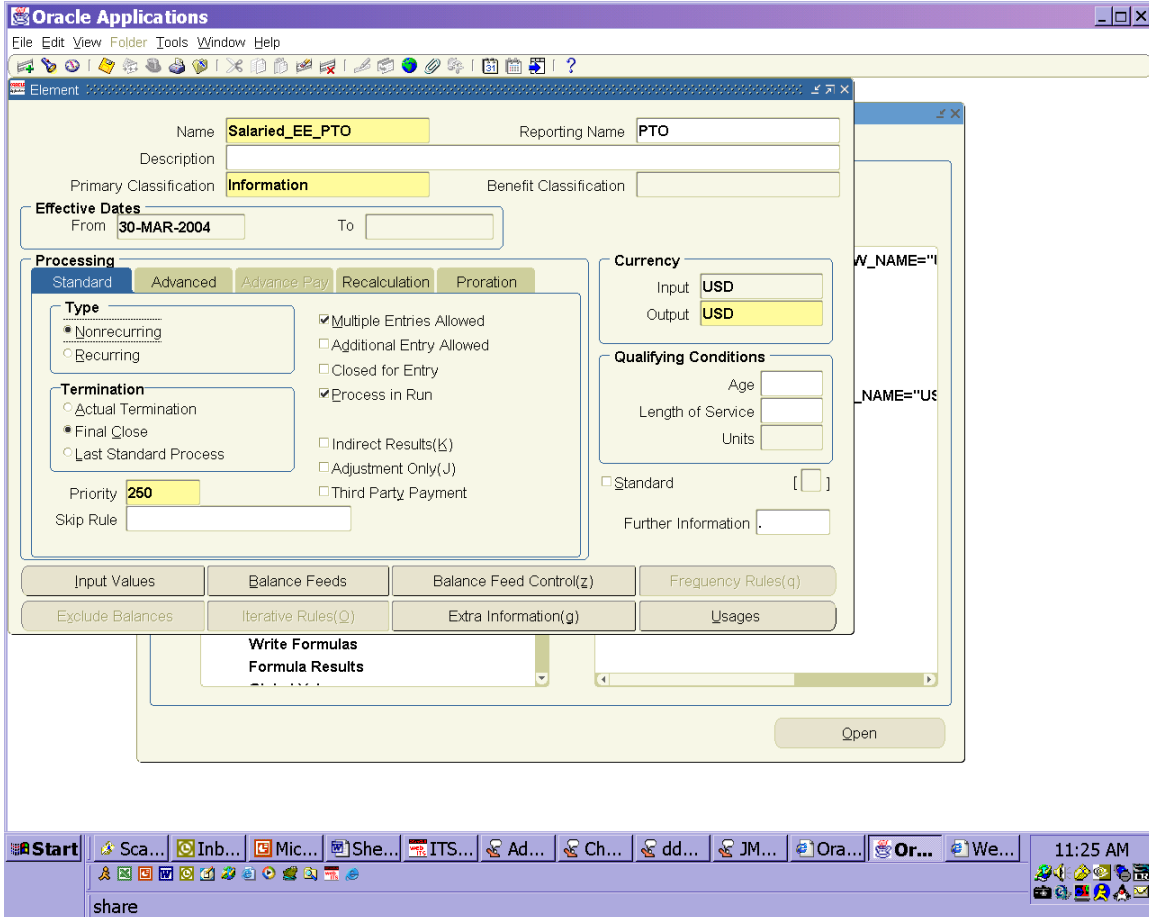 Oracle Applications
File Edit View Folder Tools Window Help
31 ?
Element
Name Salaried_EE_PTO Reporting Name PTO
Description
Primary Classification Information Benefit Classification
Effective Dates
From 30-MAR-2004 To
Processing
Standard Advanced Advance Pay Recalculation Proration
Type
Nonrecurring
Recurring
Termination
Actual Termination
Final Close
Last Standard Process
Priority 250
Skip Rule
Multiple Entries Allowed
Additional Entry Allowed
Closed for Entry
Process in Run
Indirect Results(K)
Adjustment Only(J)
Third Party Payment
Currency
Input USD
Output USD
Qualifying Conditions
Age
Length of Service
Units
Standard [ ]
Further Information .
W_NAME="U
_NAME="US
Input Values Balance Feeds Balance Feed Control(z) Frequency Rules(q)
Exclude Balances Iterative Rules(O) Extra Information(g) Usages
Write Formulas
Formula Results
Open
Start Sca... Inb... Mic... She... ITS... Ad... Ch... dd... JM... Ora... Or... We... 11:25 AM
share